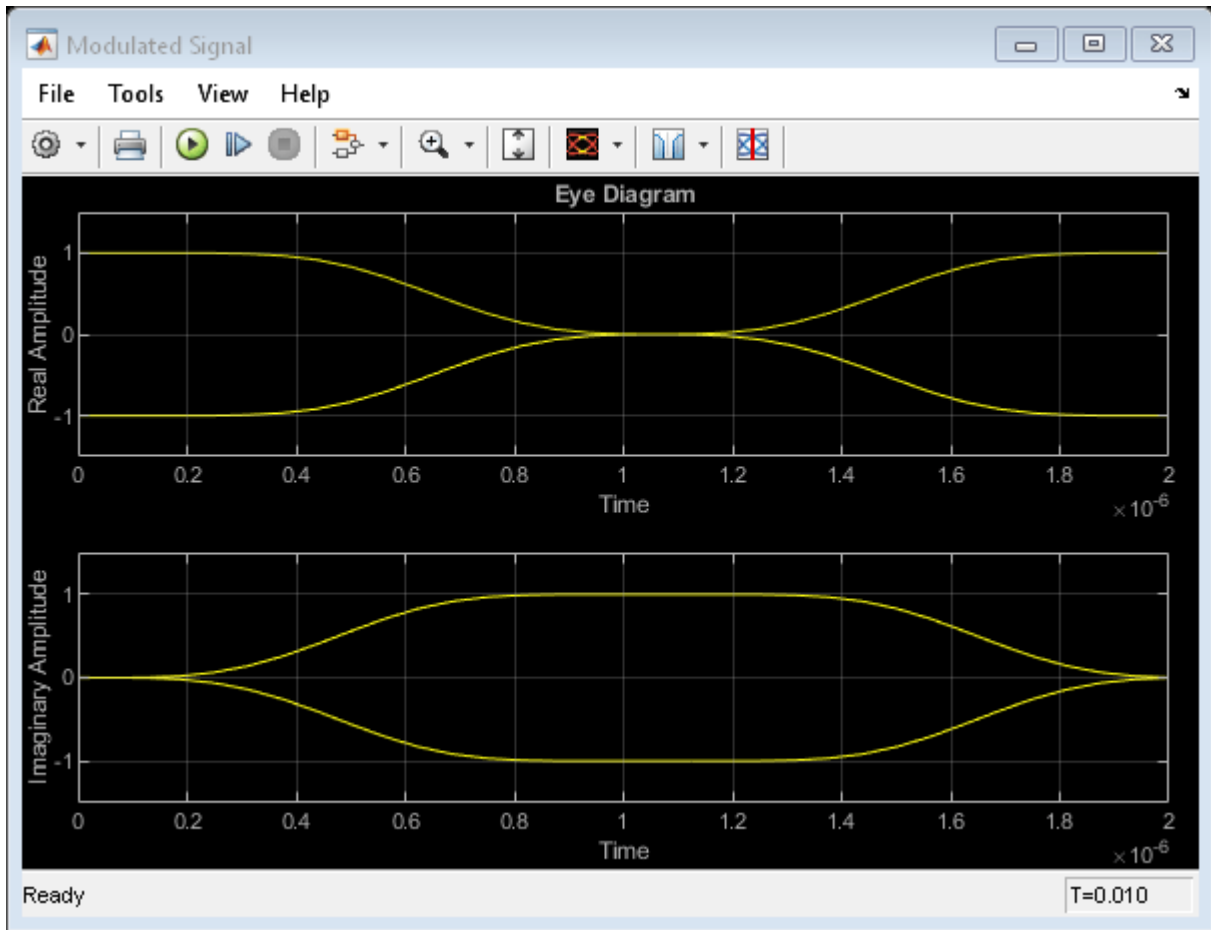 Modulated Signal
File Tools View Help
Eye Diagram
Real Amplitude
1
0
-1
0 0.2 0.4 0.6 0.8 1 1.2 1.4 1.6 1.8 2
Time
×10^-6
Imaginary Amplitude
1
0
-1
0 0.2 0.4 0.6 0.8 1 1.2 1.4 1.6 1.8 2
Time
×10^-6
Ready T=0.010